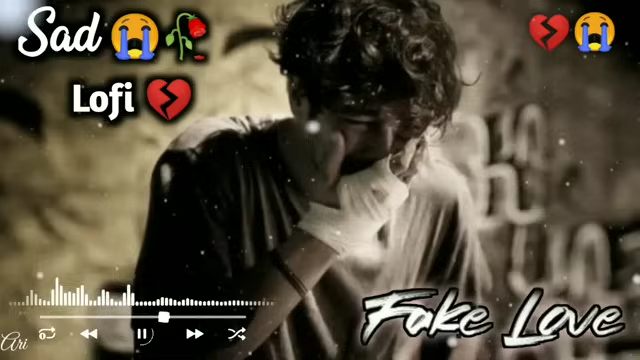 Sad 😭🥀
💔😭
Lofi 💔
Fake Love
Ari